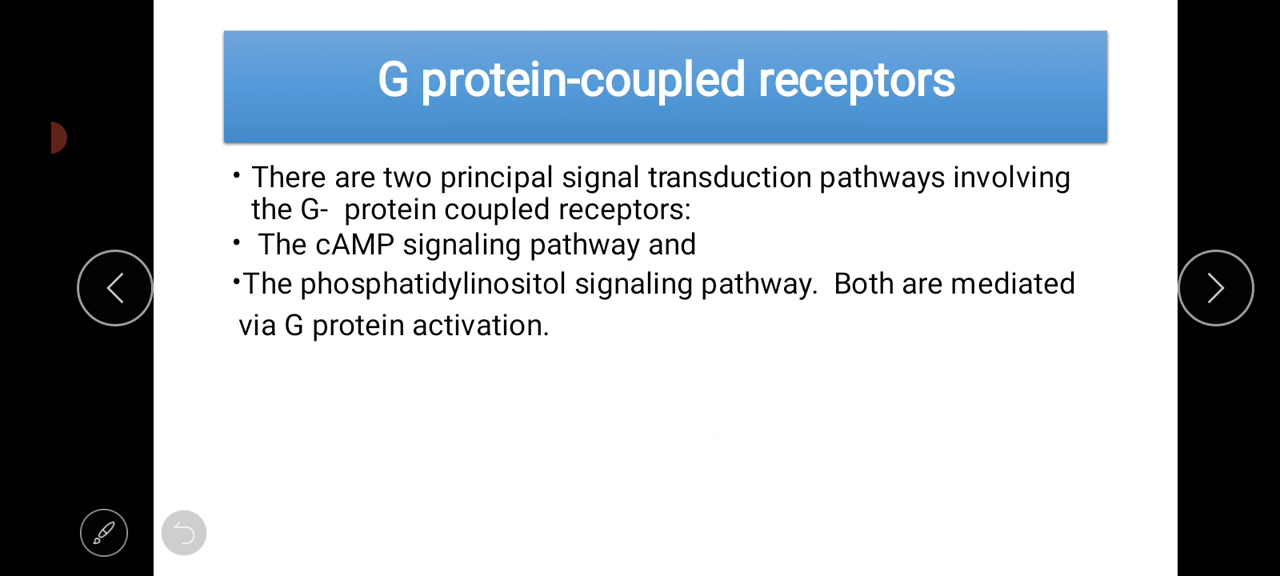 G protein-coupled receptors
• There are two principal signal transduction pathways involving
the G- protein coupled receptors:
• The cAMP signaling pathway and
•The phosphatidylinositol signaling pathway. Both are mediated
via G protein activation.